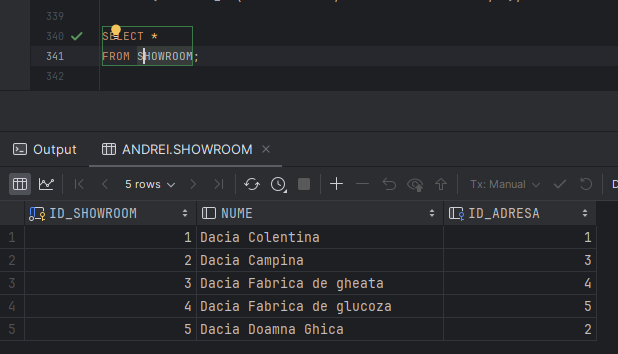 339
340 SELECT *
341 FROM SHOWROOM;
342
Output ANDREI.SHOWROOM
5 rows Tx: Manual
ID_SHOWROOM NUME ID_ADRESA
1 1 Dacia Colentina 1
2 2 Dacia Campina 3
3 3 Dacia Fabrica de gheata 4
4 4 Dacia Fabrica de glucoza 5
5 5 Dacia Doamna Ghica 2